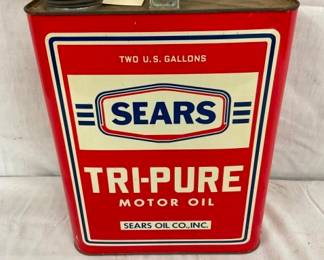 TWO U.S. GALLONS
SEARS
TRI-PURE
MOTOR OIL
SEARS OIL CO., INC.